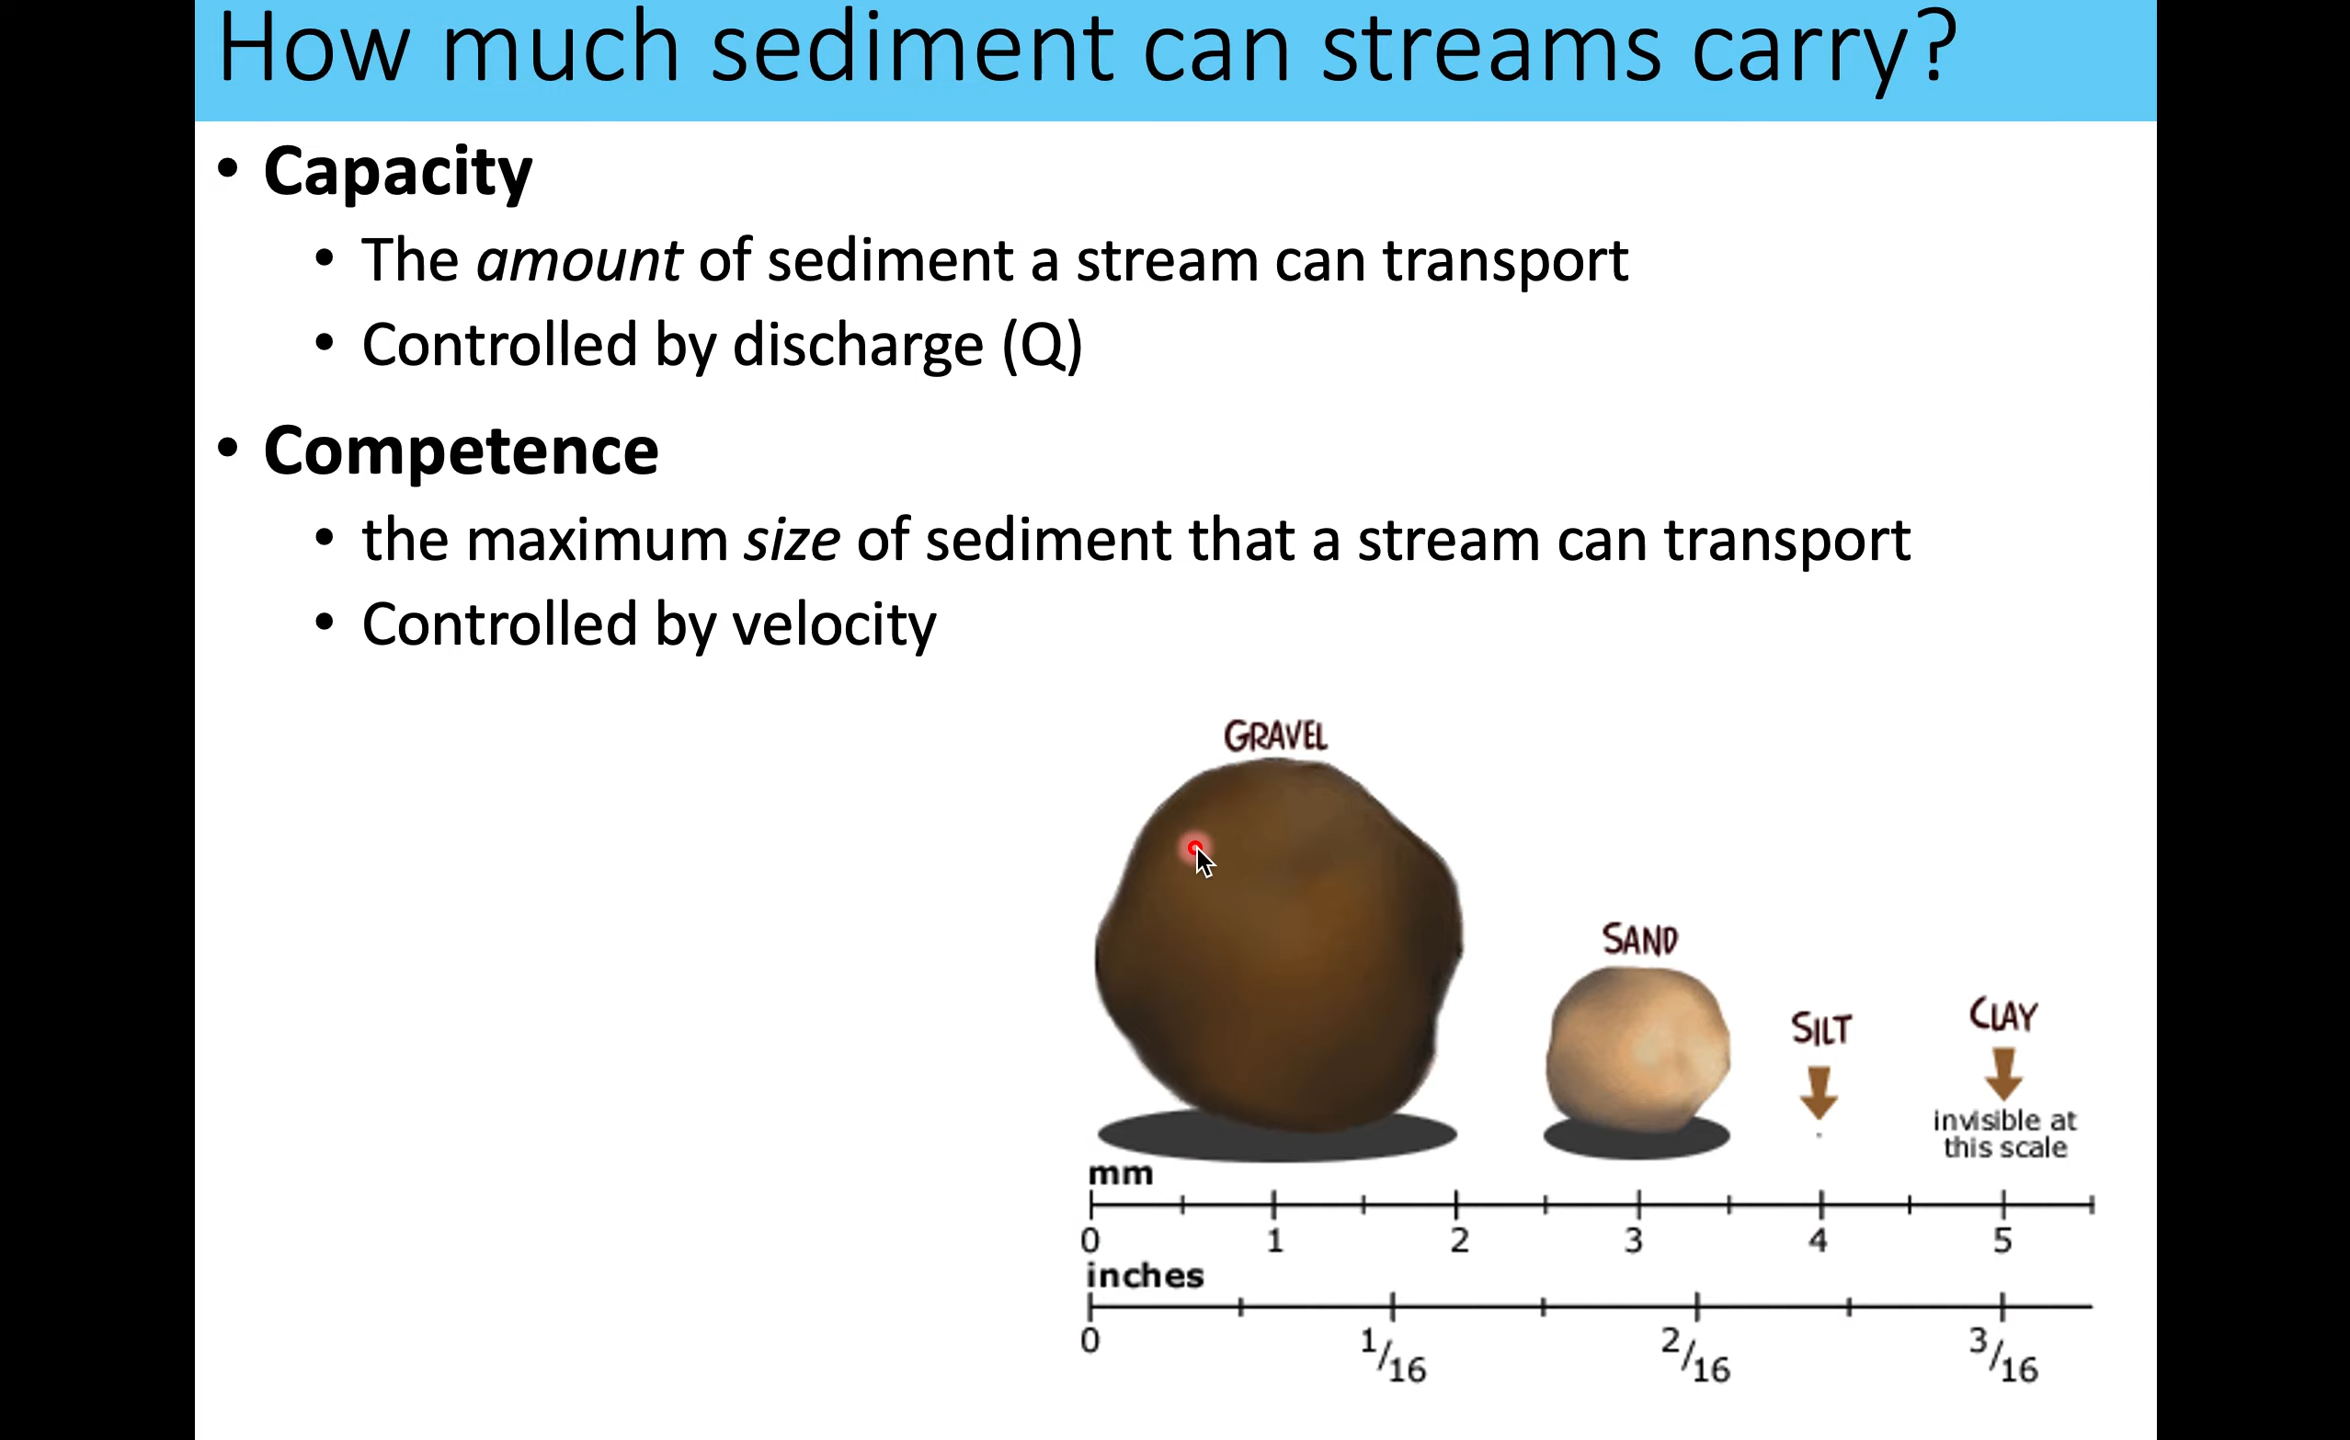 How much sediment can streams carry?
• Capacity
• The amount of sediment a stream can transport
• Controlled by discharge (Q)
• Competence
• the maximum size of sediment that a stream can transport
• Controlled by velocity
GRAVEL
SAND
SILT
CLAY
invisible at
this scale
mm
0 1 2 3 4 5
inches
0 1/16 2/16 3/16